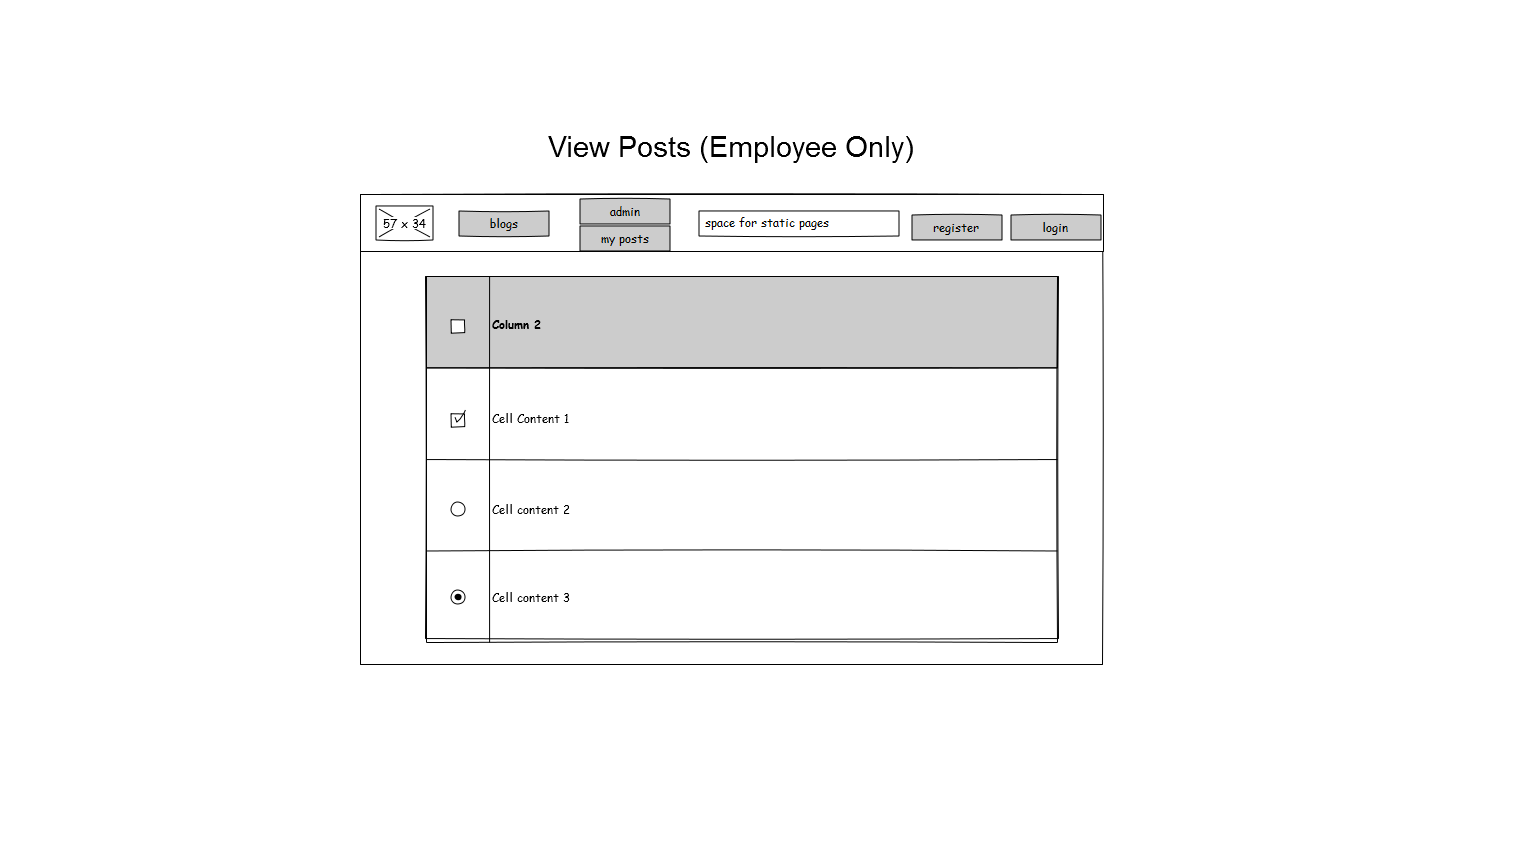 View Posts (Employee Only)
57 x 34
blogs
admin
my posts
space for static pages
register
login
Column 2
Cell Content 1
Cell content 2
Cell content 3